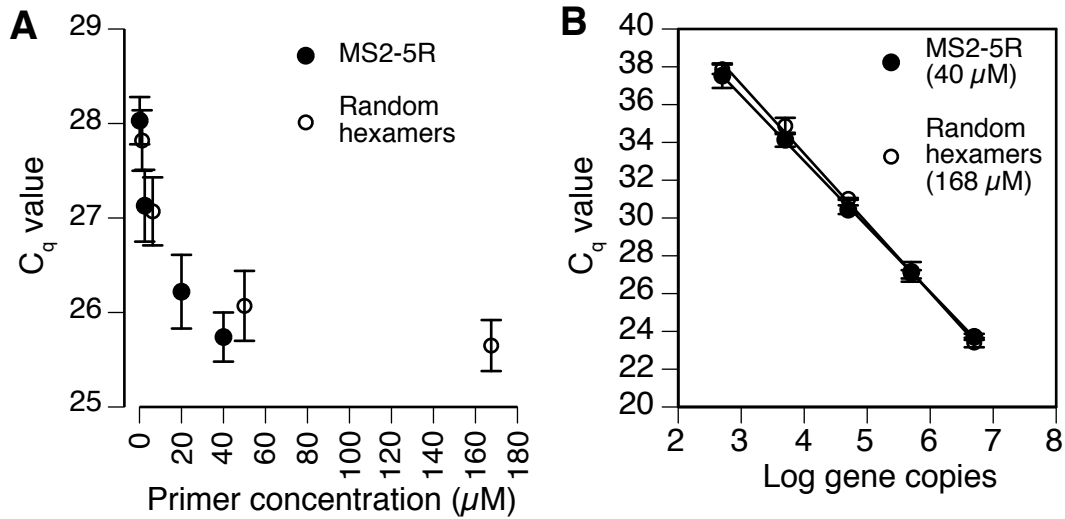 A
29
28
27
26
25
C_q value
MS2-5R
Random
hexamers
0
20
40
60
80
100
120
140
160
180
Primer concentration (µM)
B
40
38
36
34
32
30
28
26
24
22
20
C_q value
MS2-5R
(40 µM)
Random
hexamers
(168 µM)
2 3 4 5 6 7 8
Log gene copies